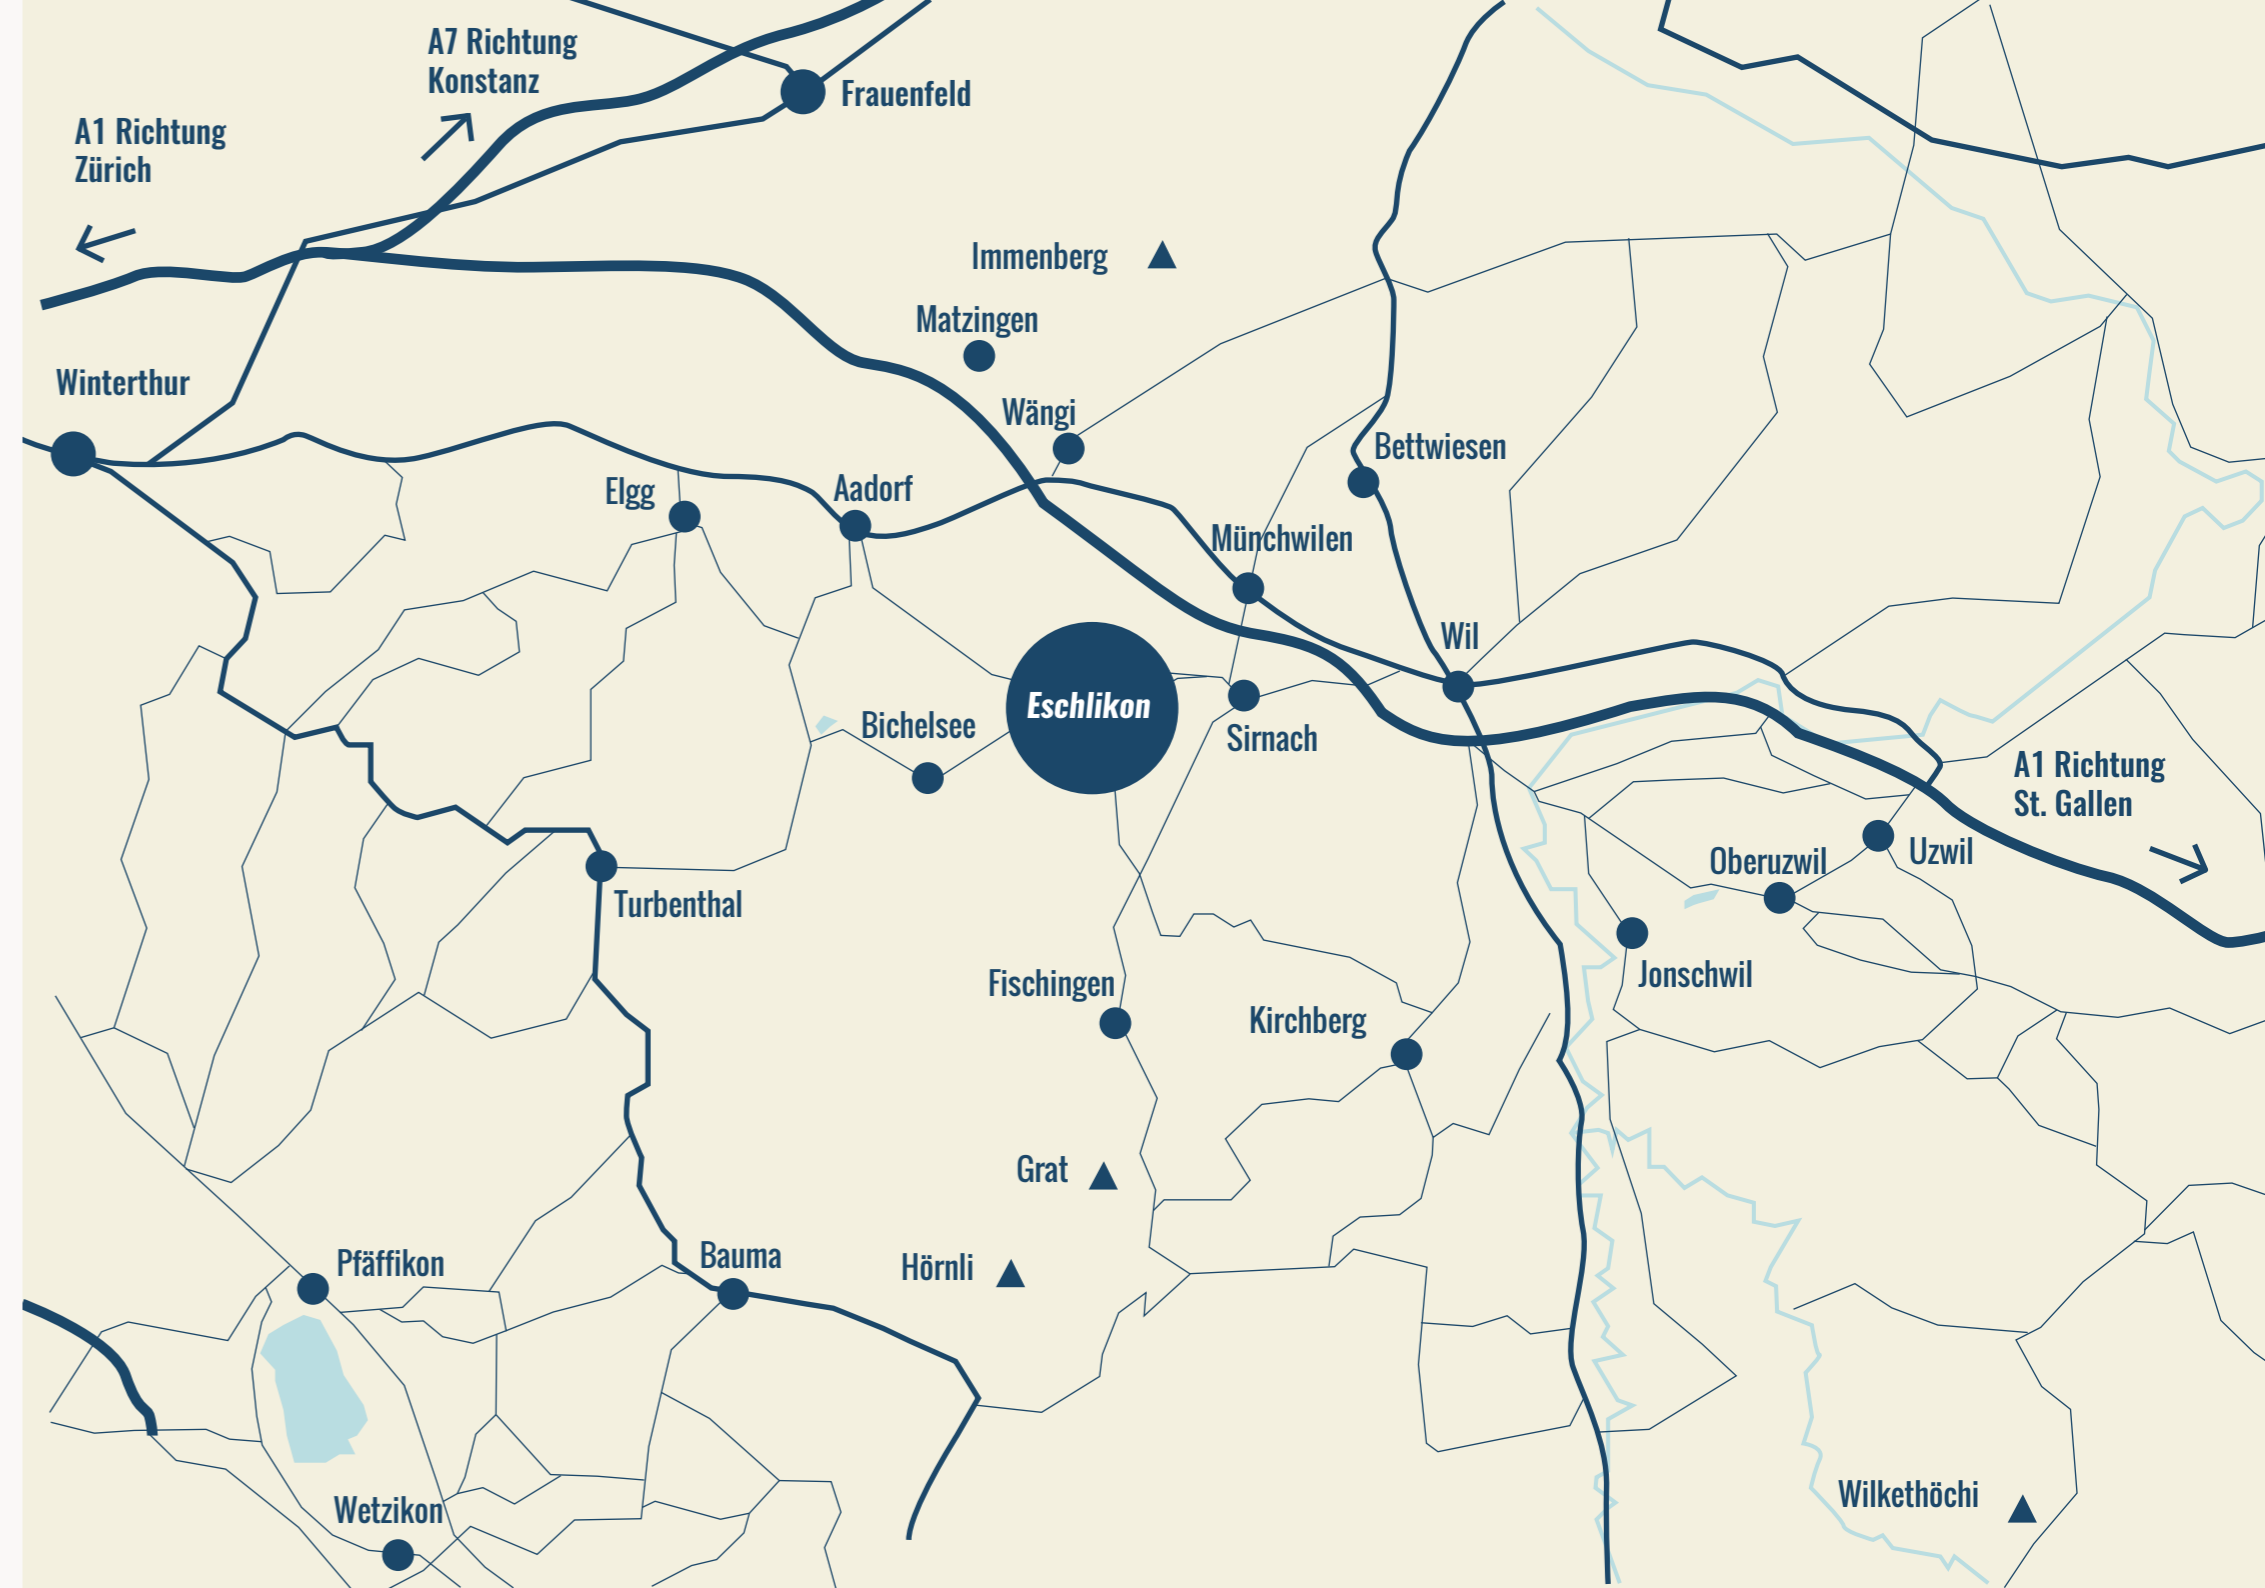 A7 Richtung
Konstanz
Frauenfeld
A1 Richtung
Zürich
Immenberg
Matzingen
Winterthur
Wängi
Bettwiesen
Elgg
Aadorf
Münchwilen
Wil
Eschlikon
Bichelsee
Sirnach
A1 Richtung
St. Gallen
Oberuzwil
Uzwil
Turbenthal
Jonschwil
Fischingen
Kirchberg
Grat
Pfäffikon
Bauma
Hörnli
Wilkethöchi
Wetzikon